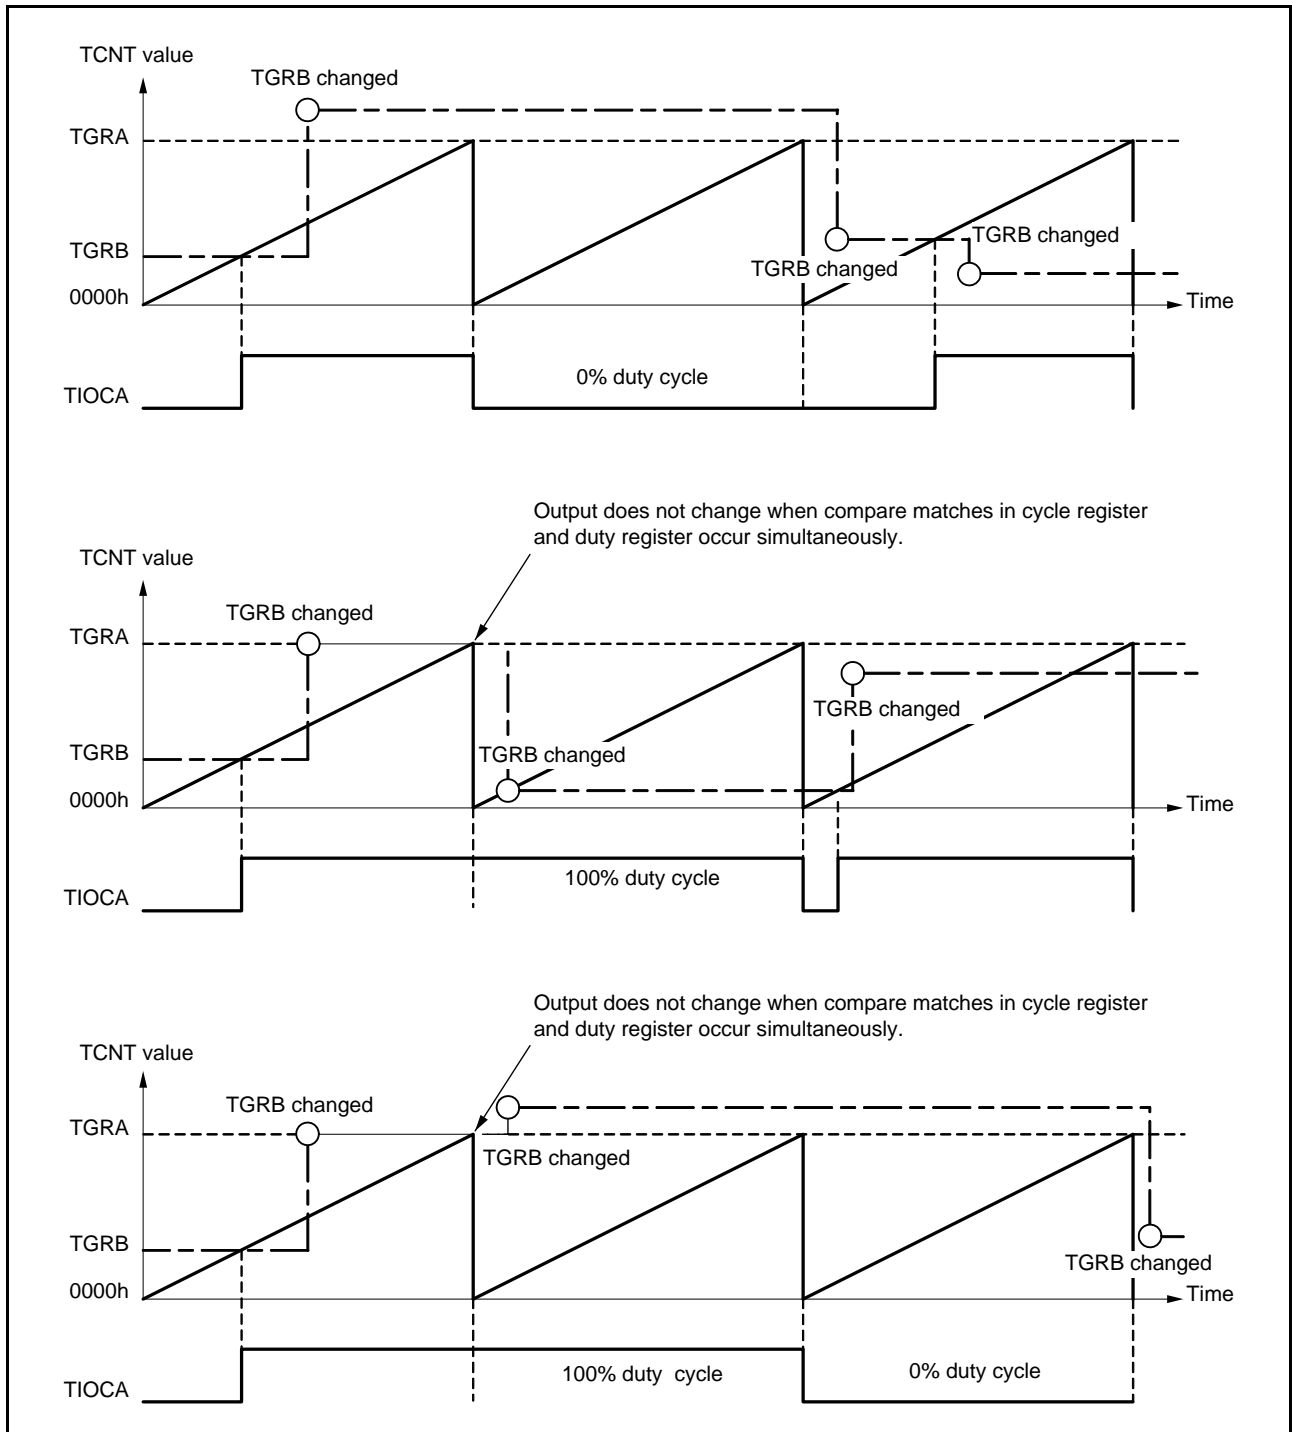 TCNT value
TGRB changed
TGRA
TGRB
TGRB changed
TGRB changed
0000h
Time
0% duty cycle
TIOCA
Output does not change when compare matches in cycle register
and duty register occur simultaneously.
TCNT value
TGRB changed
TGRA
TGRB changed
TGRB
TGRB changed
0000h
Time
100% duty cycle
TIOCA
Output does not change when compare matches in cycle register
and duty register occur simultaneously.
TCNT value
TGRB changed
TGRA
TGRB changed
TGRB
TGRB changed
0000h
Time
100% duty cycle
0% duty cycle
TIOCA